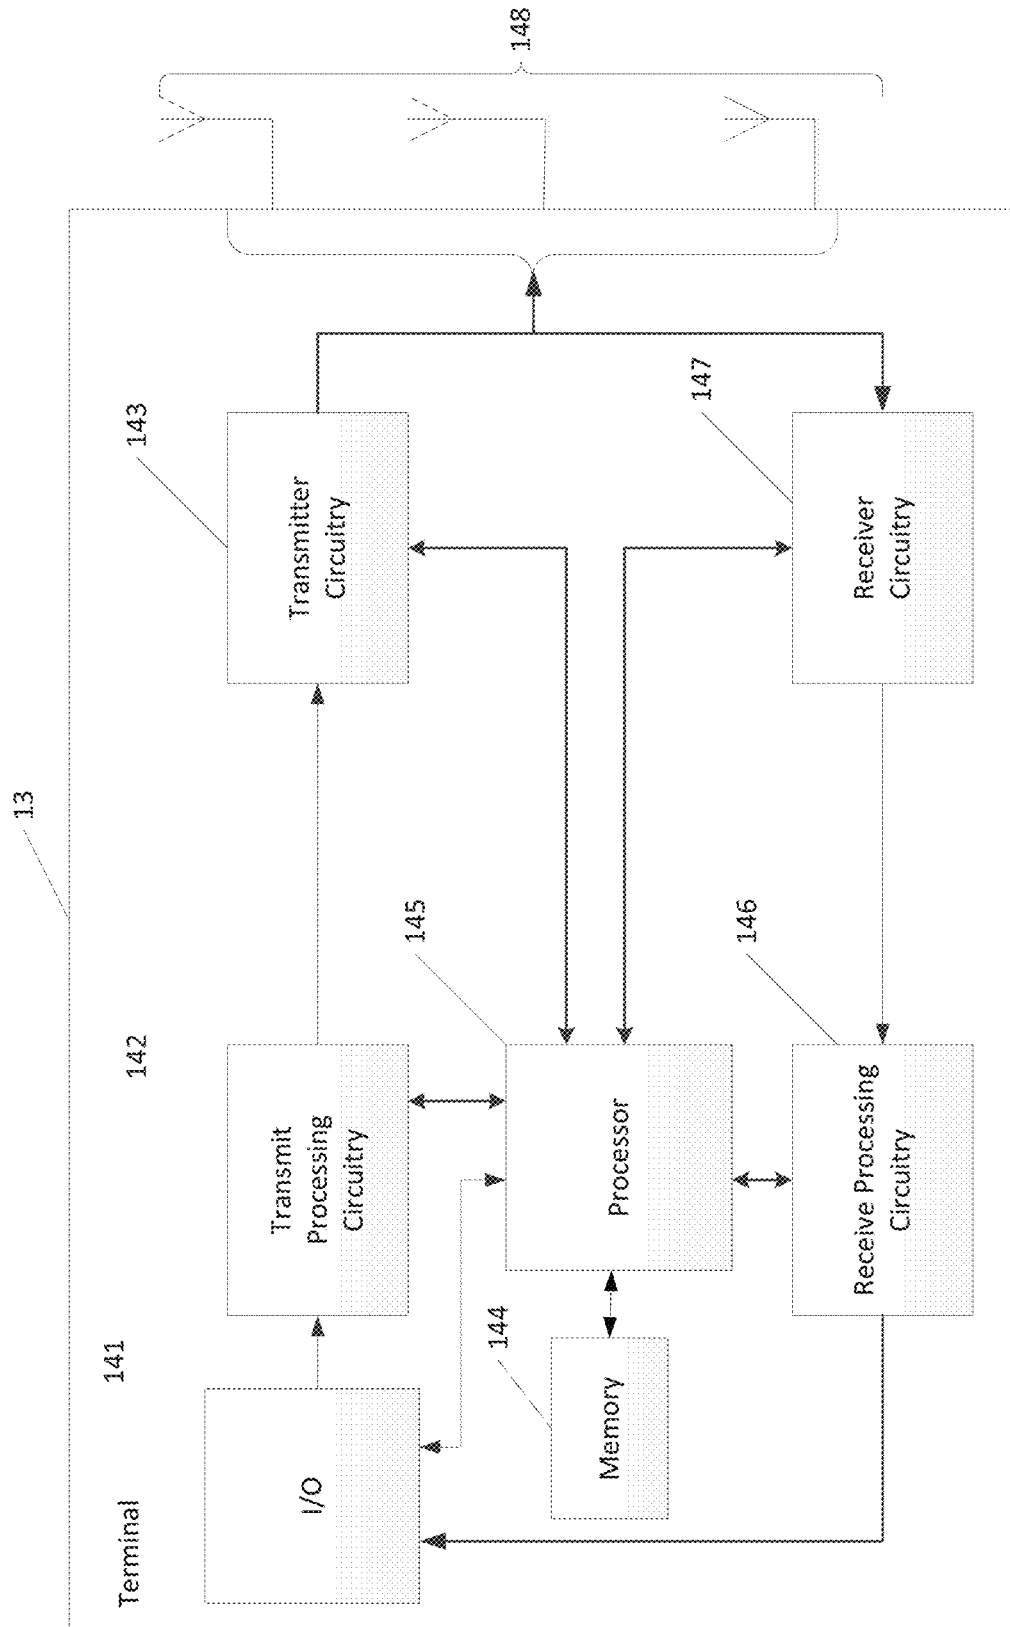 13
Terminal
141
142
143
148
I/O
Transmit
Processing
Circuitry
Transmitter
Circuitry
144
145
Memory
Processor
146
147
Receive Processing
Circuitry
Receiver
Circuitry